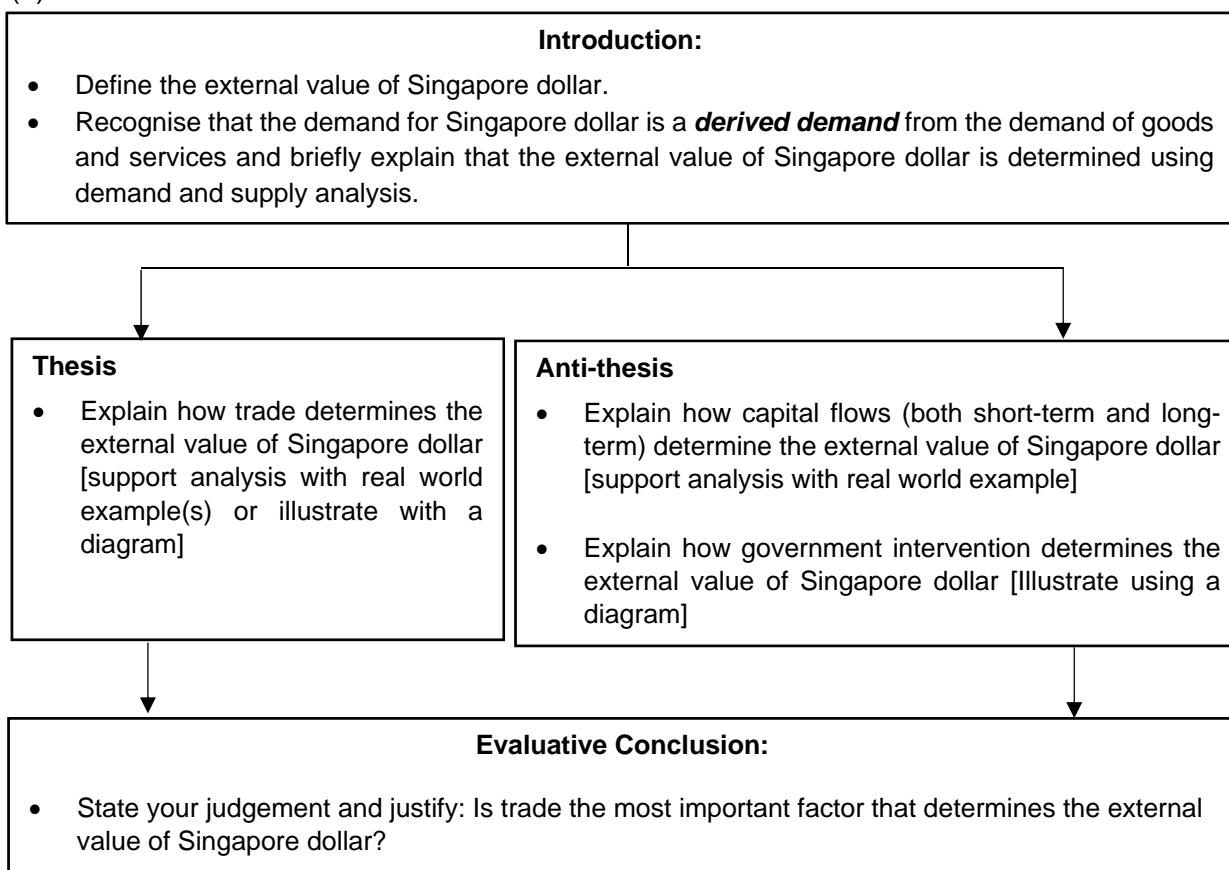 Introduction:
• Define the external value of Singapore dollar.
• Recognise that the demand for Singapore dollar is a derived demand from the demand of goods
and services and briefly explain that the external value of Singapore dollar is determined using
demand and supply analysis.
Thesis
• Explain how trade determines the
external value of Singapore dollar
[support analysis with real world
example(s) or illustrate with a
diagram]
Anti-thesis
• Explain how capital flows (both short-term and long-
term) determine the external value of Singapore dollar
[support analysis with real world example]
• Explain how government intervention determines the
external value of Singapore dollar [Illustrate using a
diagram]
Evaluative Conclusion:
• State your judgement and justify: Is trade the most important factor that determines the external
value of Singapore dollar?